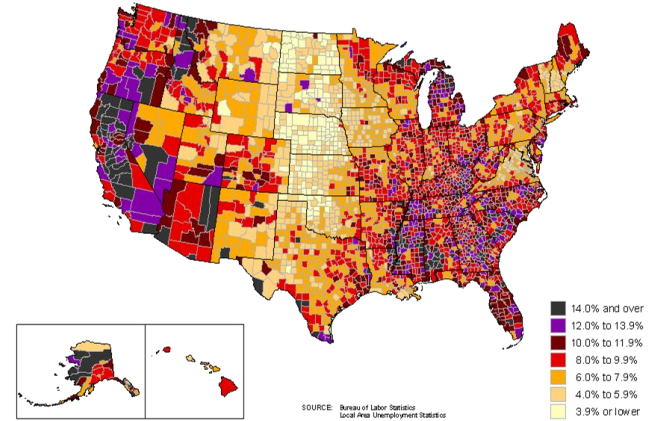 14.0% and over
12.0% to 13.9%
10.0% to 11.9%
8.0% to 9.9%
6.0% to 7.9%
4.0% to 5.9%
3.9% or lower
SOURCE: Bureau of Labor Statistics
Local Area Unemployment Statistics